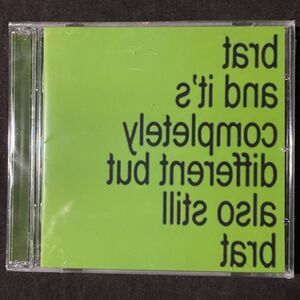 brat
and it's
completely
different but
also still
brat